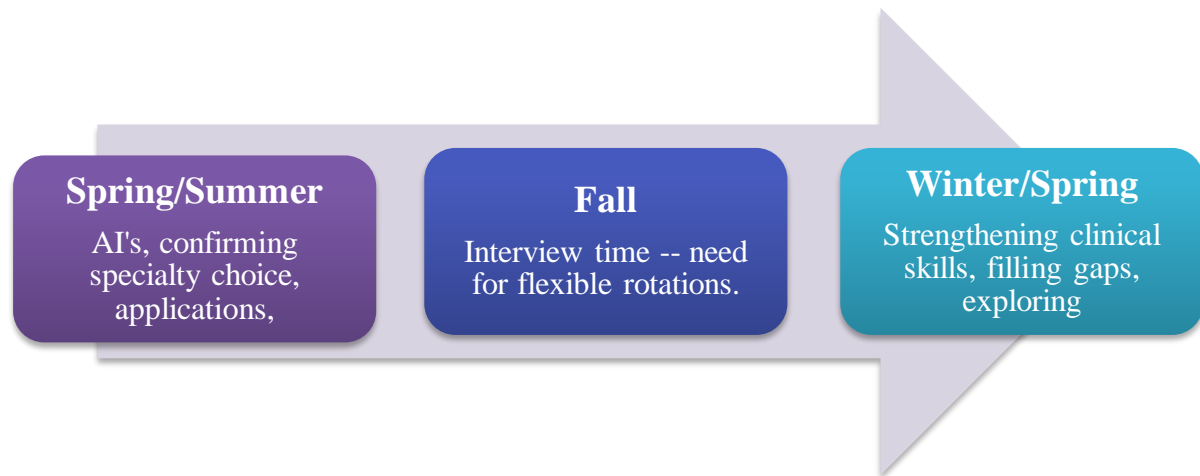 Spring/Summer
AI's, confirming
specialty choice,
applications,
Fall
Interview time -- need
for flexible rotations.
Winter/Spring
Strengthening clinical
skills, filling gaps,
exploring